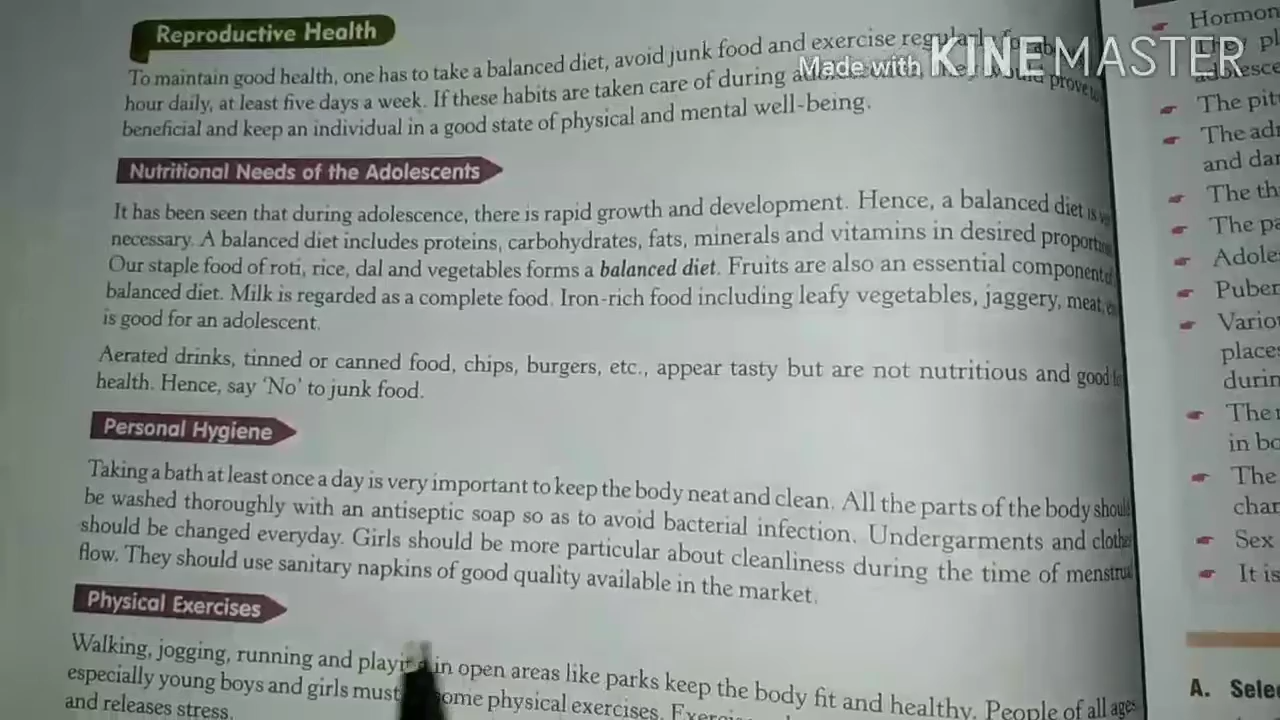 Reproductive Health
To maintain good health, one has to take a balanced diet, avoid junk food and exercise regularly for
hour daily, at least five days a week. If these habits are taken care of during would prove to
beneficial and keep an individual in a good state of physical and mental well-being.
Made with KINEMASTER
Nutritional Needs of the Adolescents
It has been seen that during adolescence, there is rapid growth and development. Hence, a balanced diet is
necessary. A balanced diet includes proteins, carbohydrates, fats, minerals and vitamins in desired
Our staple food of roti, rice, dal and vegetables forms a balanced diet. Fruits are also an essential component
balanced diet. Milk is regarded as a complete food. Iron-rich food including leafy vegetables, jaggery, meat,
is good for an adolescent.
Aerated drinks, tinned or canned food, chips, burgers, etc., appear tasty but are not nutritious and good
health. Hence, say 'No' to junk food.
Personal Hygiene
Taking a bath at least once a day is very important to keep the body neat and clean. All the parts of the body
be washed thoroughly with an antiseptic soap so as to avoid bacterial infection. Undergarments and
should be changed everyday. Girls should be more particular about cleanliness during the time of
flow. They should use sanitary napkins of good quality available in the market.
Physical Exercises
Walking, jogging, running and in open areas like parks keep the body fit and healthy. People of all ages
especially young boys and girls must some physical exercises.
and releases stress.
Hormon
pl
adolesce
The pit
The
and
The th
The
Adole
Puber
Vario
place
durin
The
in
The
char
Sex
It is
A. Sele